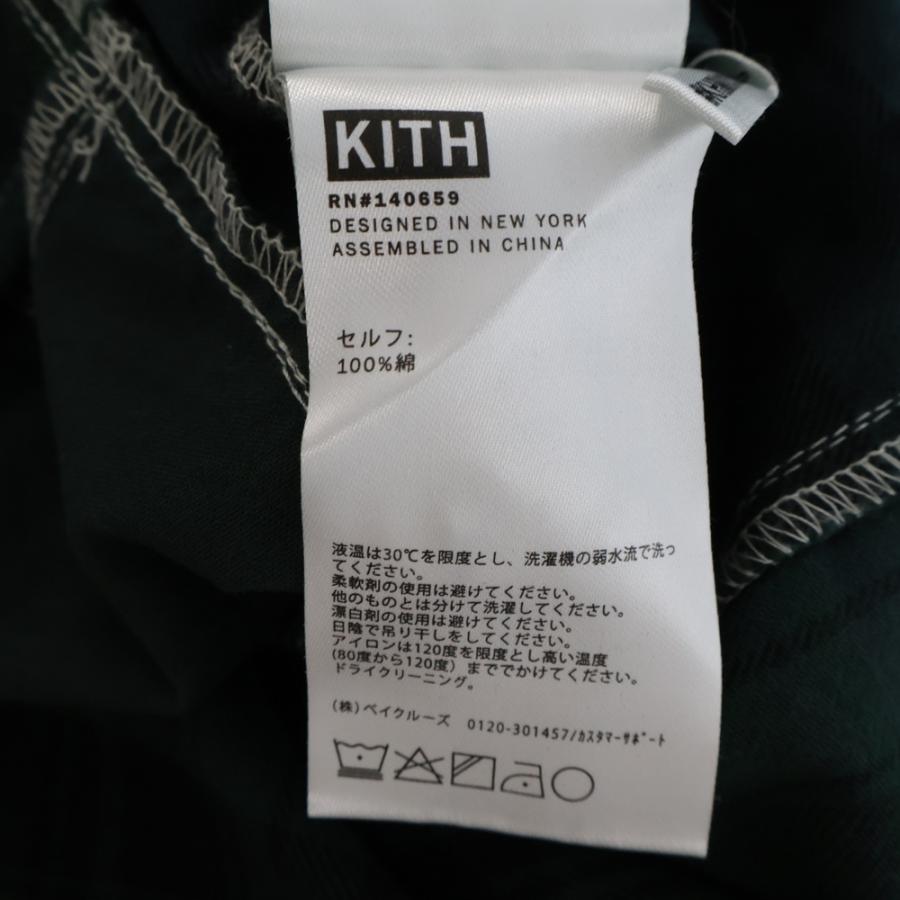 KITH
RN#140659
DESIGNED IN NEW YORK
ASSEMBLED IN CHINA
セルフ:
100%綿
液温は30℃を限度とし、洗濯機の弱水流で洗っ
てください。
柔軟剤の使用は避けてください。
他のものとは分けて洗濯してください。
漂白剤の使用は避けてください。
日陰で吊り干しをしてください。
アイロンは120度を限度とし高い温度
(80度から120度）まででかけてください。
ドライクリーニング。
(株)ベイクルーズ 0120-301457/ｶｽﾀﾏｰｻﾎﾟｰﾄ